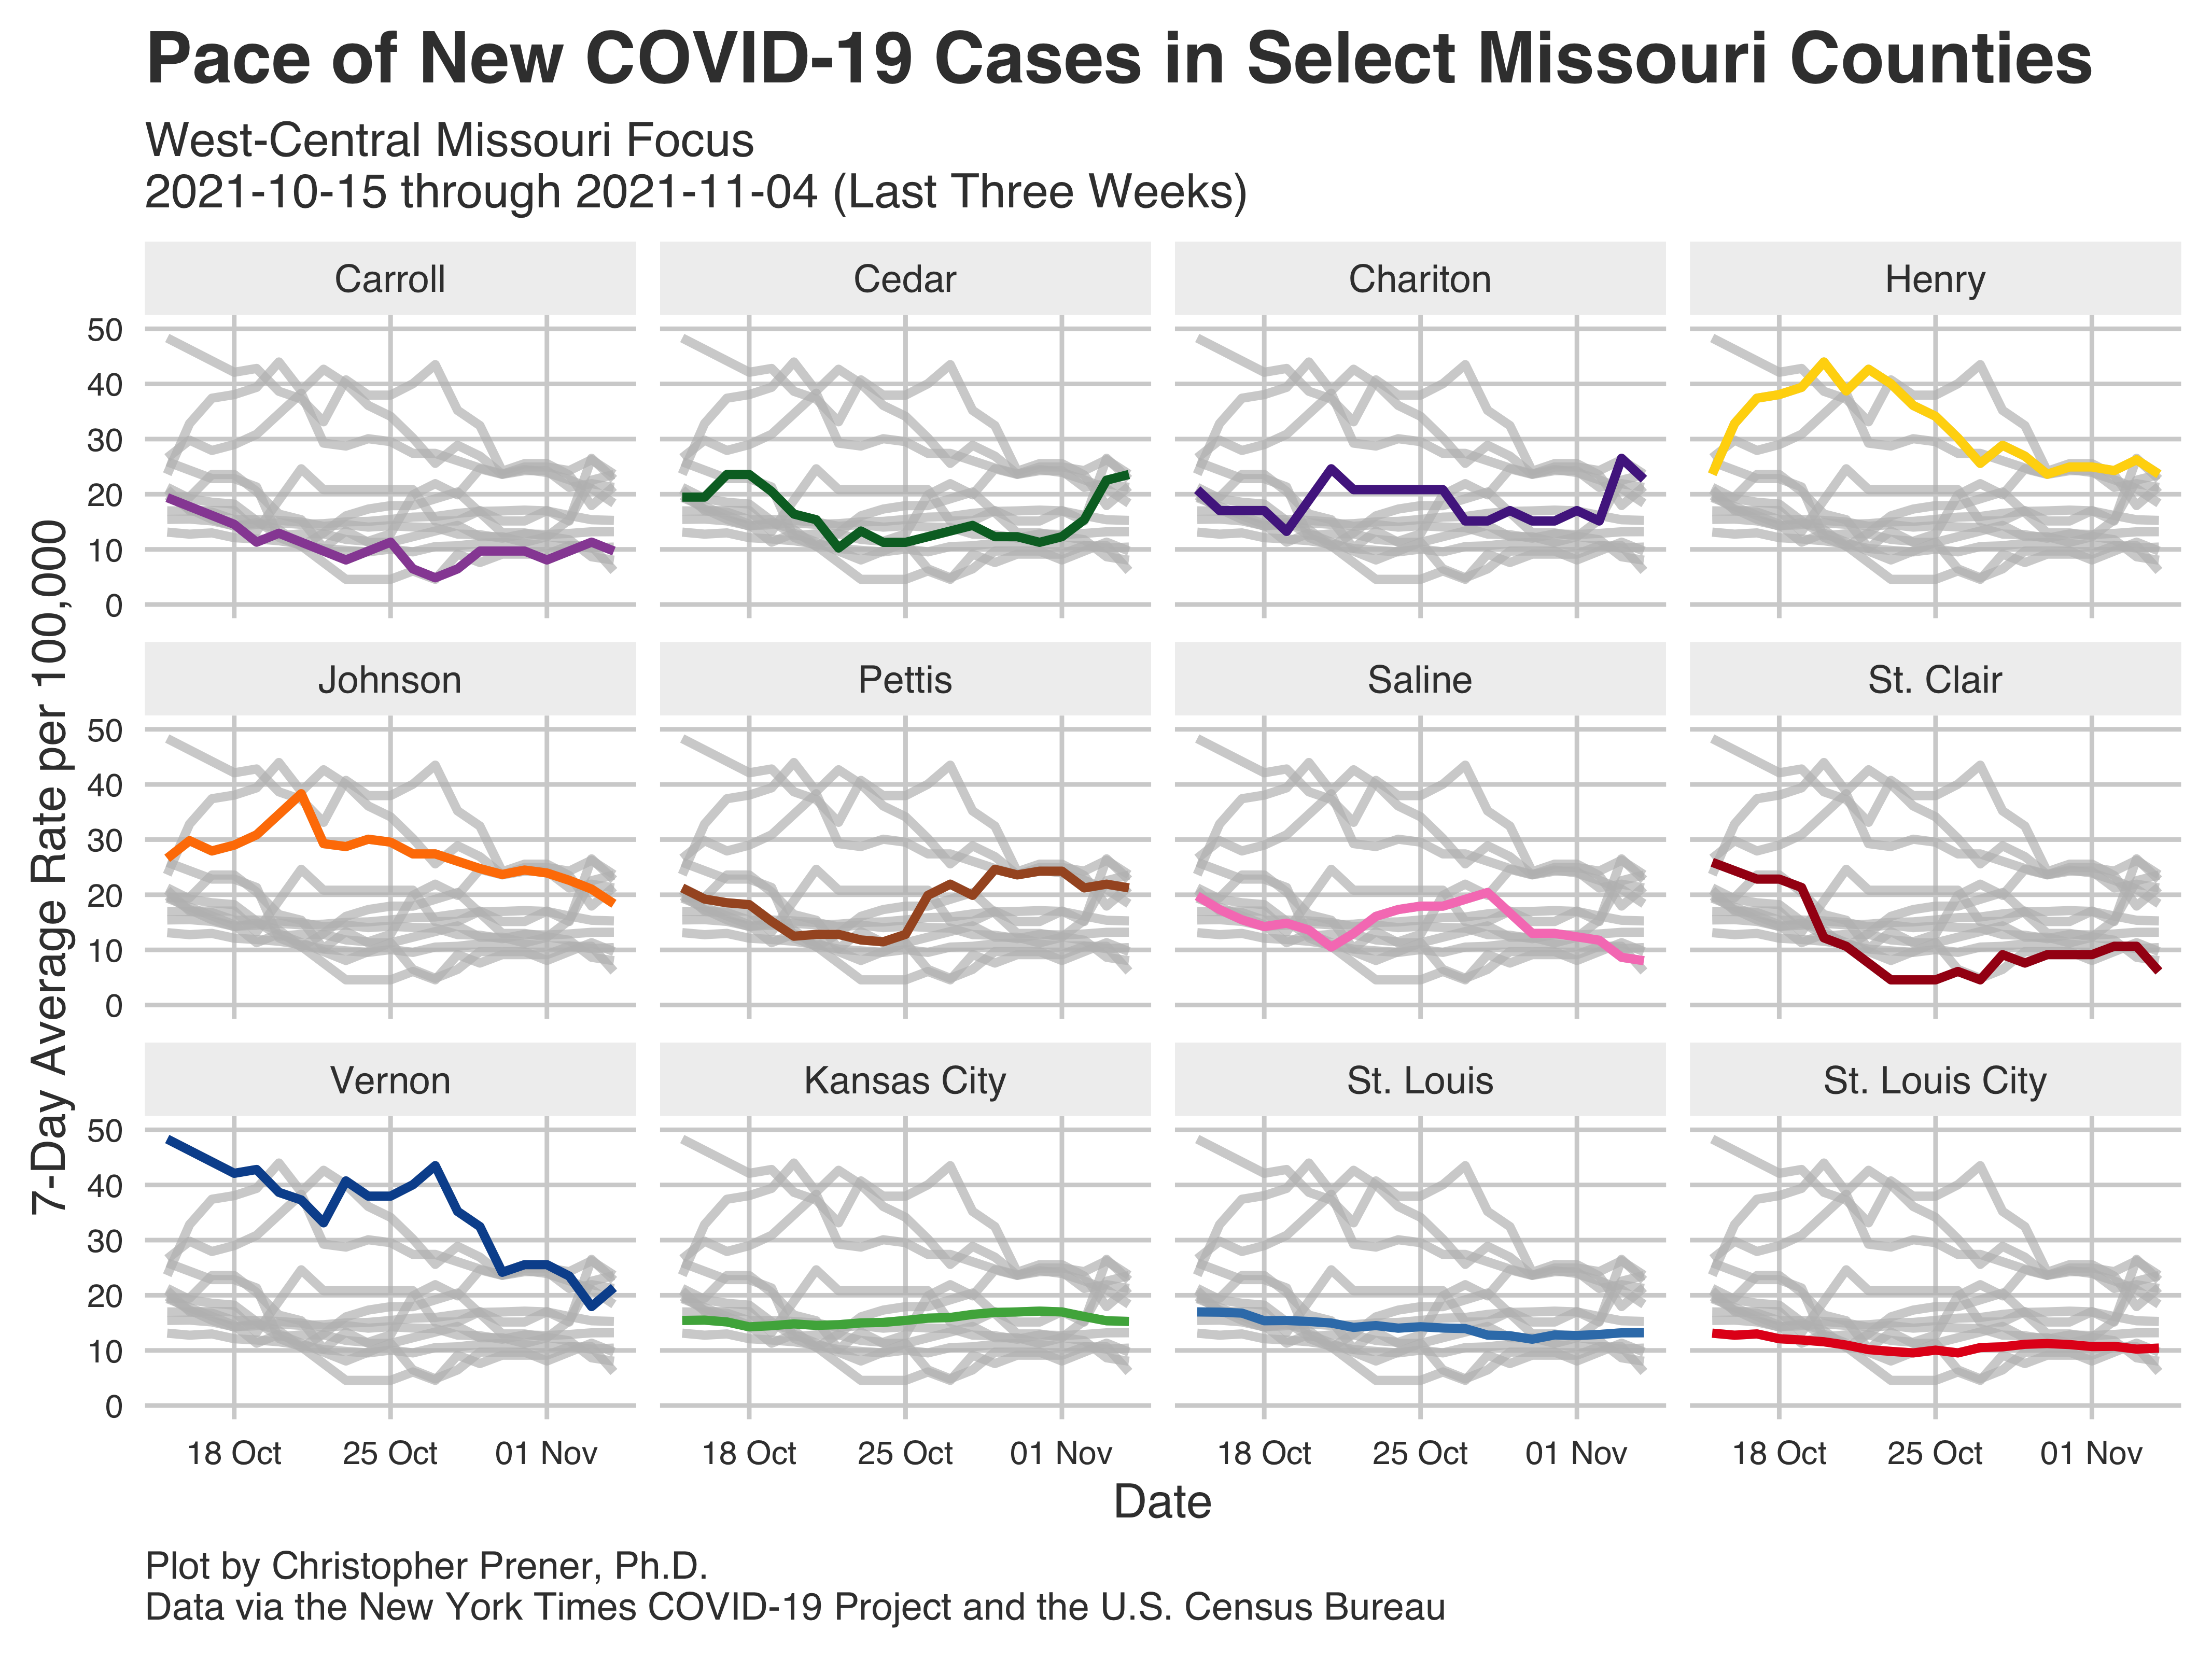 Pace of New COVID-19 Cases in Select Missouri Counties
West-Central Missouri Focus
2021-10-15 through 2021-11-04 (Last Three Weeks)
7-Day Average Rate per 100,000
Carroll Cedar Chariton Henry
50
40
30
20
10
0
Johnson Pettis Saline St. Clair
50
40
30
20
10
0
Vernon Kansas City St. Louis St. Louis City
50
40
30
20
10
0
18 Oct 25 Oct 01 Nov 18 Oct 25 Oct 01 Nov 18 Oct 25 Oct 01 Nov 18 Oct 25 Oct 01 Nov
Date
Plot by Christopher Prener, Ph.D.
Data via the New York Times COVID-19 Project and the U.S. Census Bureau